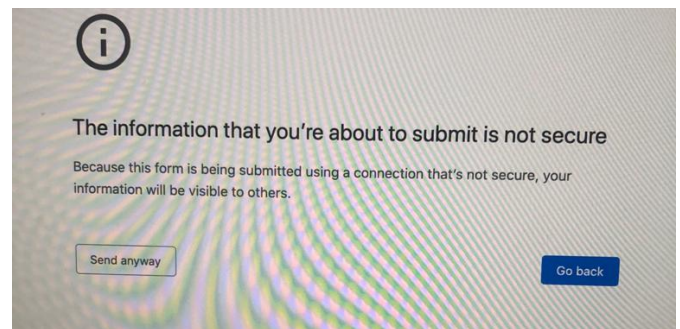 The information that you're about to submit is not secure
Because this form is being submitted using a connection that's not secure, your
information will be visible to others.
Send anyway
Go back